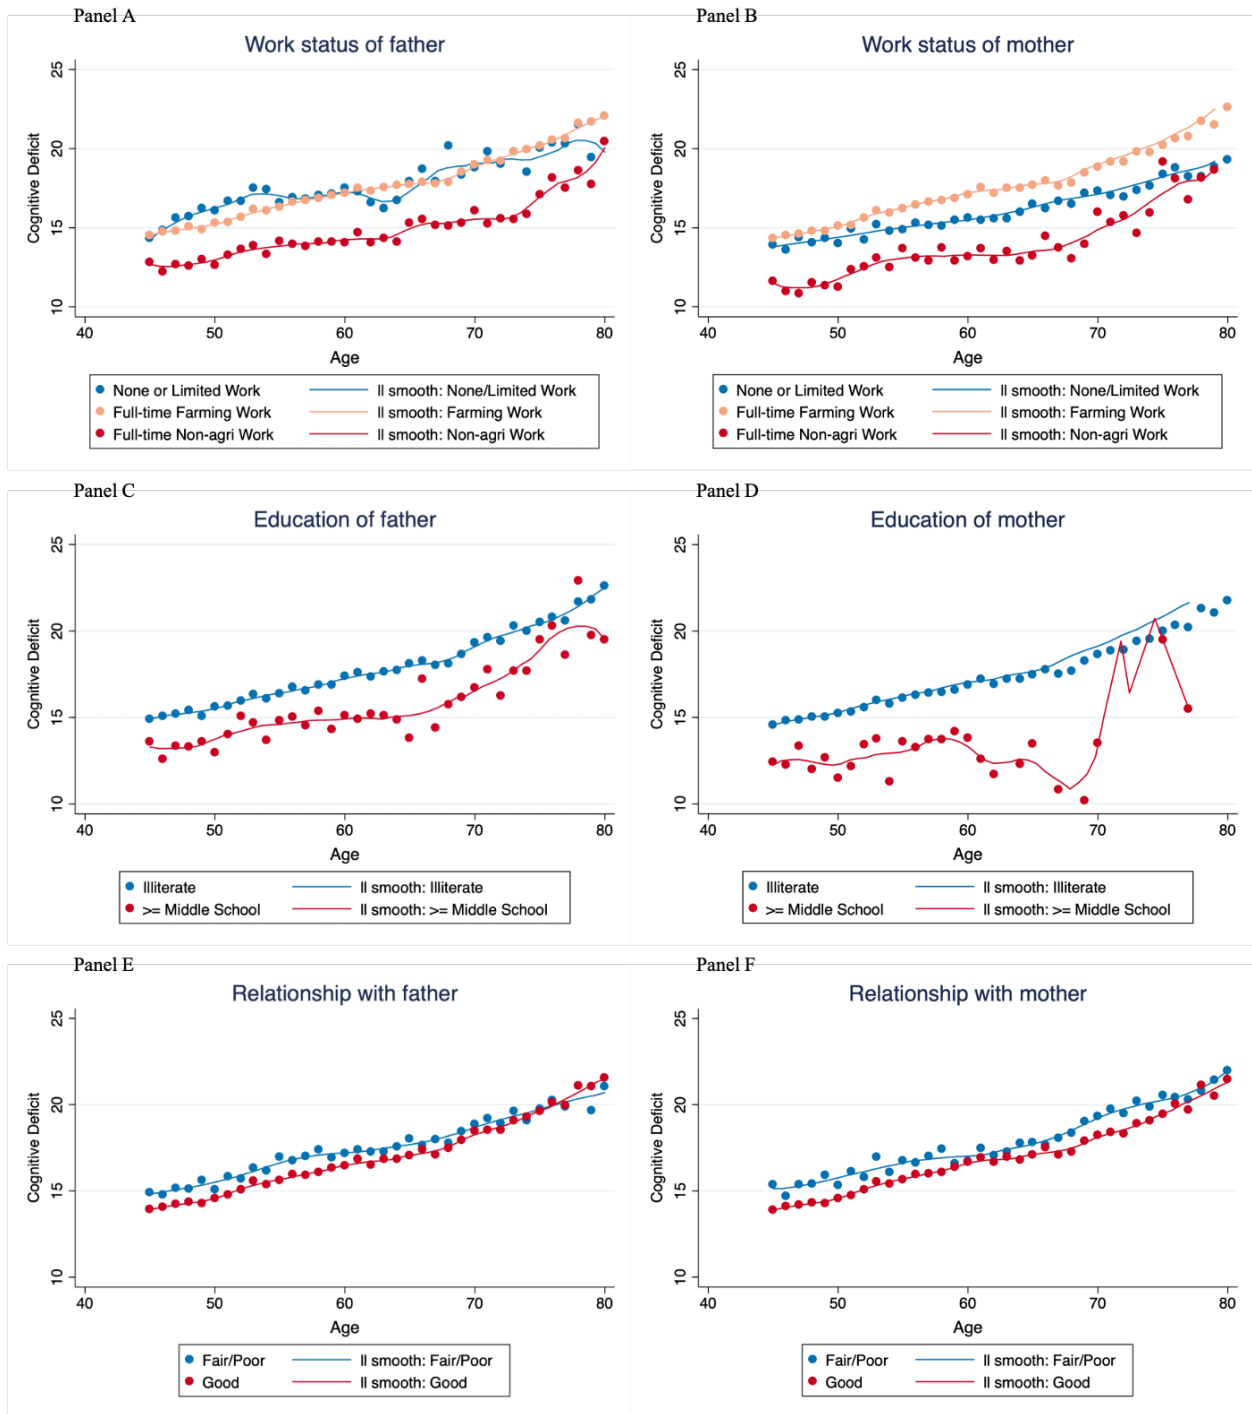 Panel A
Work status of father
Cognitive Deficit
25
20
15
10
40 50 60 70 80
Age
None or Limited Work ll smooth: None/Limited Work
Full-time Farming Work ll smooth: Farming Work
Full-time Non-agri Work ll smooth: Non-agri Work
Panel B
Work status of mother
Cognitive Deficit
25
20
15
10
40 50 60 70 80
Age
None or Limited Work ll smooth: None/Limited Work
Full-time Farming Work ll smooth: Farming Work
Full-time Non-agri Work ll smooth: Non-agri Work
Panel C
Education of father
Cognitive Deficit
25
20
15
10
40 50 60 70 80
Age
Illiterate ll smooth: Illiterate
>= Middle School ll smooth: >= Middle School
Panel D
Education of mother
Cognitive Deficit
25
20
15
10
40 50 60 70 80
Age
Illiterate ll smooth: Illiterate
>= Middle School ll smooth: >= Middle School
Panel E
Relationship with father
Cognitive Deficit
25
20
15
10
40 50 60 70 80
Age
Fair/Poor ll smooth: Fair/Poor
Good ll smooth: Good
Panel F
Relationship with mother
Cognitive Deficit
25
20
15
10
40 50 60 70 80
Age
Fair/Poor ll smooth: Fair/Poor
Good ll smooth: Good